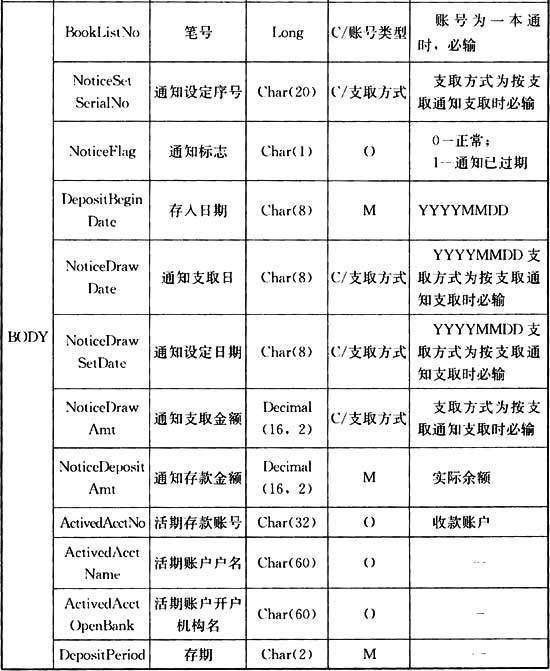 BODY
BookListNo 笔号 Long C/账号类型 账号为一本通
时，必输
NoticeSet
SerialNo 通知设定序号 Char(20) C/支取方式 支取方式为按支
取通知支取时必输
NoticeFlag 通知标志 Char(1) O 0—正常；
1—通知已过期
DepositBegin
Date 存入日期 Char(8) M YYYYMMDD
NoticeDraw
Date 通知支取日 Char(8) C/支取方式 YYYYMMDD 支
取方式为按支取通
知支取时必输
NoticeDraw
SetDate 通知设定日期 Char(8) C/支取方式 YYYYMMDD 支
取方式为按支取通
知支取时必输
NoticeDraw
Amt 通知支取金额 Decimal
(16，2) C/支取方式 支取方式为按支
取通知支取时必输
NoticeDeposit
Amt 通知存款金额 Decimal
(16，2) M 实际余额
ActivedAcctNo 活期存款账号 Char(32) O 收款账户
ActivedAcct
Name 活期账户户名 Char(60) O —
ActivedAcct
OpenBank 活期账户开户
机构名 Char(60) O —
DepositPeriod 存期 Char(2) M —